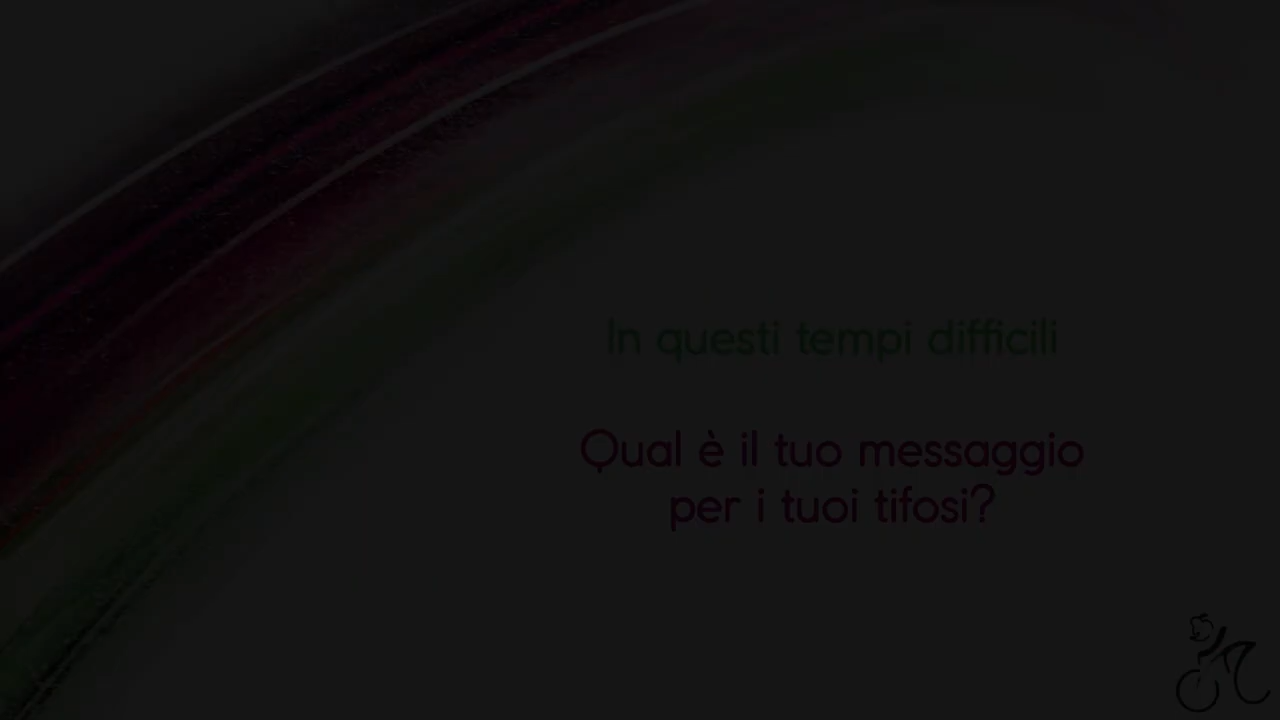 In questi tempi difficili
Qual è il tuo messaggio
per i tuoi tifosi?